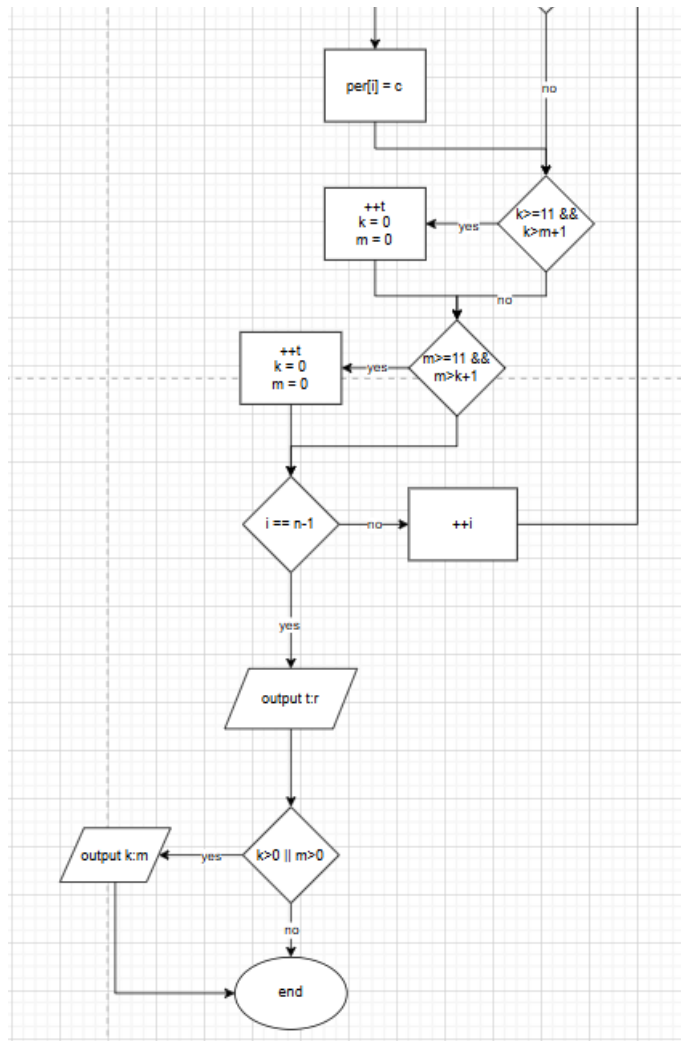 per[i] = c
no
k>=11 &&
k>m+1
yes
++t
k = 0
m = 0
no
m>=11 &&
m>k+1
yes
++t
k = 0
m = 0
i == n-1
no
++i
yes
output t:r
k>0 || m>0
yes
output k:m
no
end